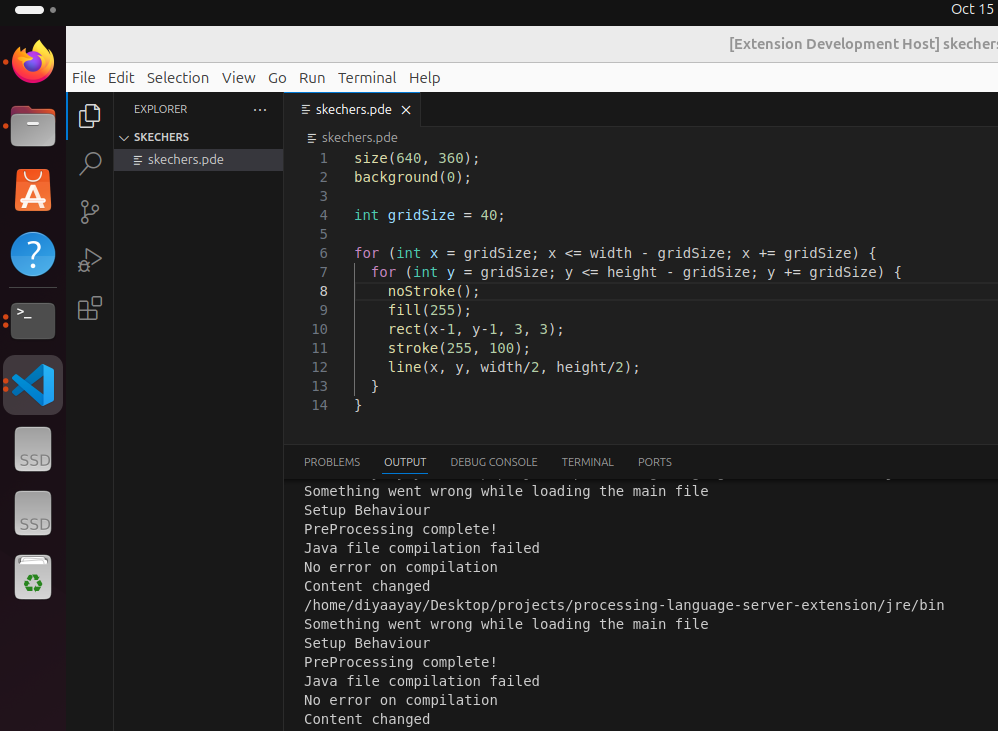 Oct 15
[Extension Development Host] skechers
File Edit Selection View Go Run Terminal Help
EXPLORER ...
SKECHERS
skechers.pde
skechers.pde ×
skechers.pde
1 size(640, 360);
2 background(0);
3
4 int gridSize = 40;
5
6 for (int x = gridSize; x <= width - gridSize; x += gridSize) {
7 for (int y = gridSize; y <= height - gridSize; y += gridSize) {
8 noStroke();
9 fill(255);
10 rect(x-1, y-1, 3, 3);
11 stroke(255, 100);
12 line(x, y, width/2, height/2);
13 }
14 }
PROBLEMS OUTPUT DEBUG CONSOLE TERMINAL PORTS
Something went wrong while loading the main file
Setup Behaviour
PreProcessing complete!
Java file compilation failed
No error on compilation
Content changed
/home/diyaayay/Desktop/projects/processing-language-server-extension/jre/bin
Something went wrong while loading the main file
Setup Behaviour
PreProcessing complete!
Java file compilation failed
No error on compilation
Content changed
A
?
>_
SSD
SSD